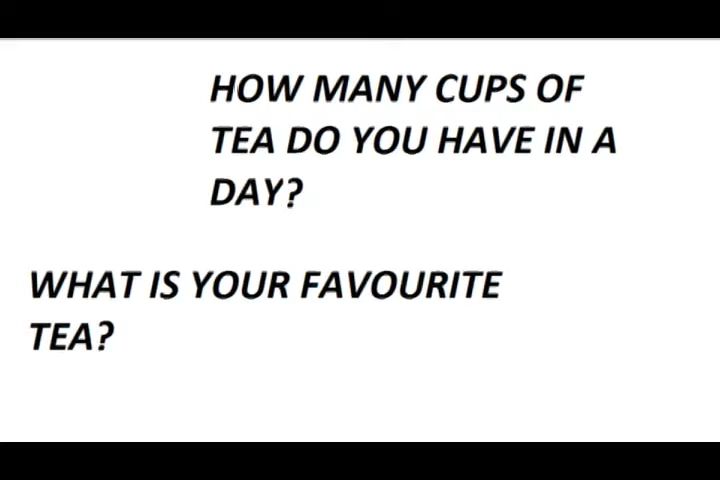 HOW MANY CUPS OF
TEA DO YOU HAVE IN A
DAY?
WHAT IS YOUR FAVOURITE
TEA?